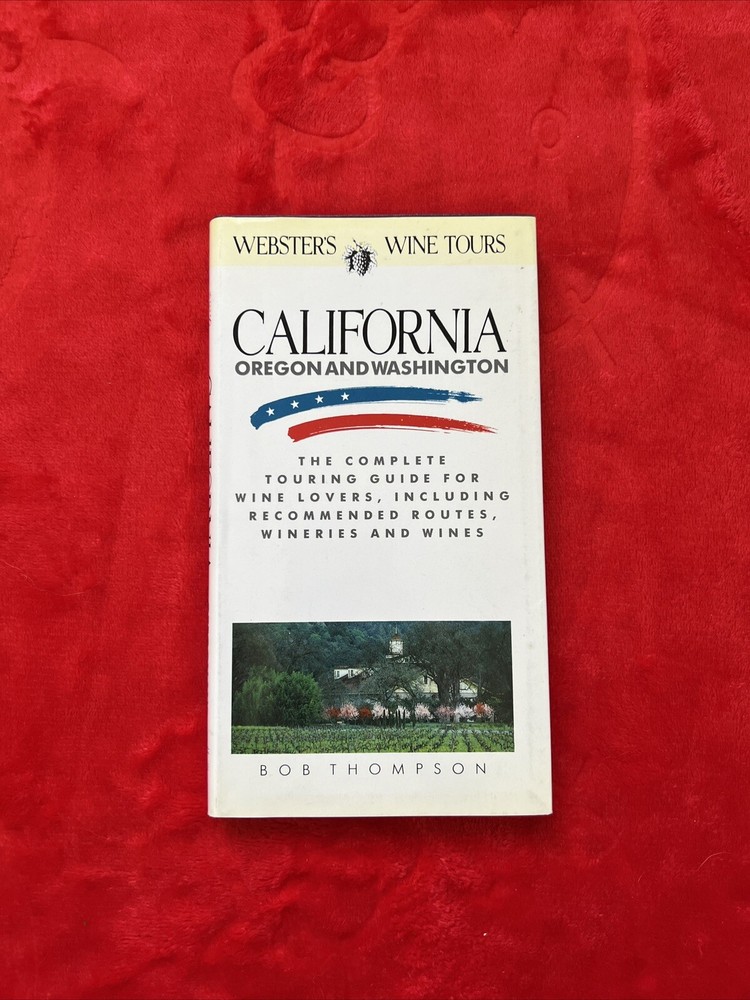 WEBSTER'S WINE TOURS
CALIFORNIA
OREGON AND WASHINGTON
THE COMPLETE
TOURING GUIDE FOR
WINE LOVERS, INCLUDING
RECOMMENDED ROUTES,
WINERIES AND WINES
BOB THOMPSON